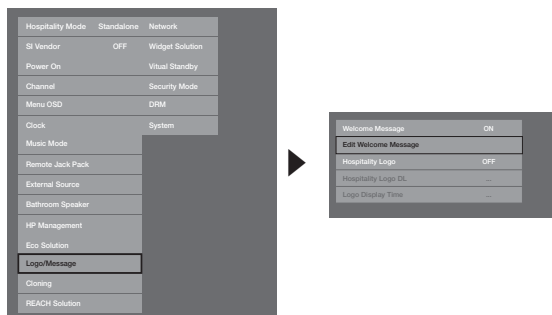 Hospitality Mode Standalone Network
SI Vendor OFF Widget Solution
Power On Vitual Standby
Channel Security Mode
Menu OSD DRM
Clock System
Music Mode
Remote Jack Pack
External Source
Bathroom Speaker
HP Management
Eco Solution
Logo/Message
Cloning
REACH Solution
Welcome Message ON
Edit Welcome Message
Hospitality Logo OFF
Hospitality Logo DL ...
Logo Display Time ...